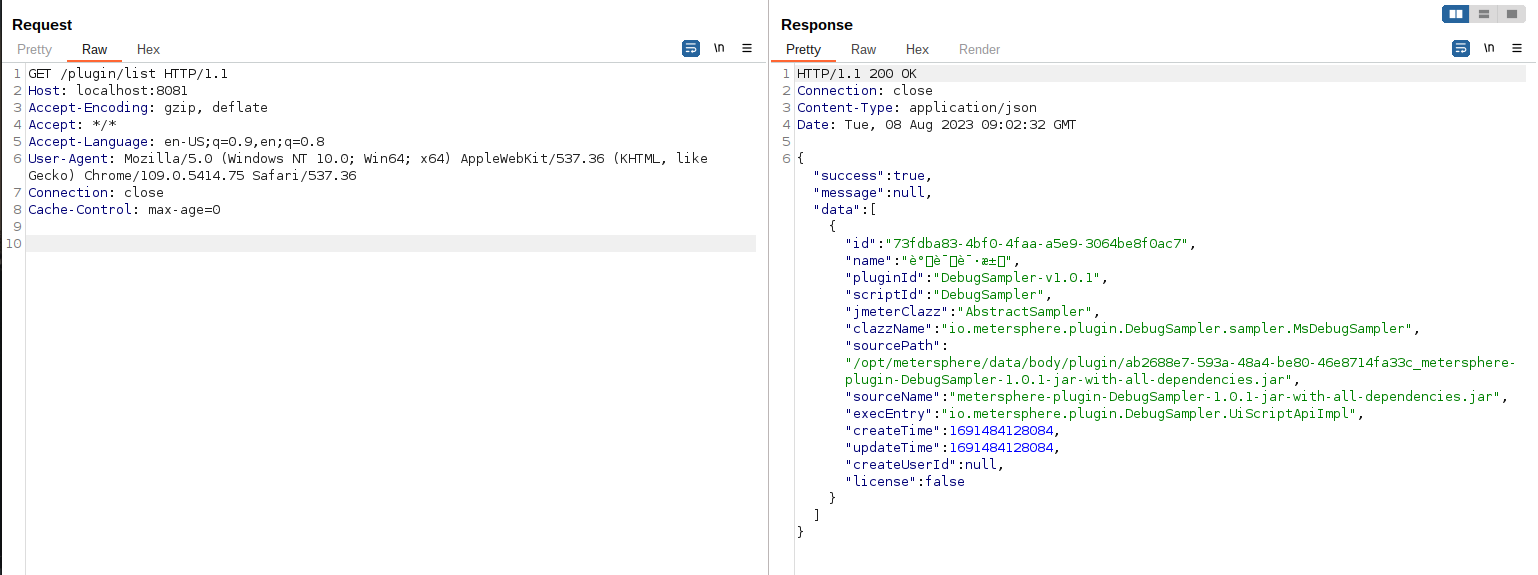 Request
Pretty Raw Hex \n
1 GET /plugin/list HTTP/1.1
2 Host: localhost:8081
3 Accept-Encoding: gzip, deflate
4 Accept: */*
5 Accept-Language: en-US;q=0.9,en;q=0.8
6 User-Agent: Mozilla/5.0 (Windows NT 10.0; Win64; x64) AppleWebKit/537.36 (KHTML, like
Gecko) Chrome/109.0.5414.75 Safari/537.36
7 Connection: close
8 Cache-Control: max-age=0
9
10
Response
Pretty Raw Hex Render \n
1 HTTP/1.1 200 OK
2 Connection: close
3 Content-Type: application/json
4 Date: Tue, 08 Aug 2023 09:02:32 GMT
5
6 {
"success":true,
"message":null,
"data":[
{
"id":"73fdba83-4bf0-4faa-a5e9-3064be8f0ac7",
"name":"è°▯è¯▯è¯·æ±▯",
"pluginId":"DebugSampler-v1.0.1",
"scriptId":"DebugSampler",
"jmeterClazz":"AbstractSampler",
"clazzName":"io.metersphere.plugin.DebugSampler.sampler.MsDebugSampler",
"sourcePath":
"/opt/metersphere/data/body/plugin/ab2688e7-593a-48a4-be80-46e8714fa33c_metersphere-
plugin-DebugSampler-1.0.1-jar-with-all-dependencies.jar",
"sourceName":"metersphere-plugin-DebugSampler-1.0.1-jar-with-all-dependencies.jar",
"execEntry":"io.metersphere.plugin.DebugSampler.UiScriptApiImpl",
"createTime":1691484128084,
"updateTime":1691484128084,
"createUserId":null,
"license":false
}
]
}